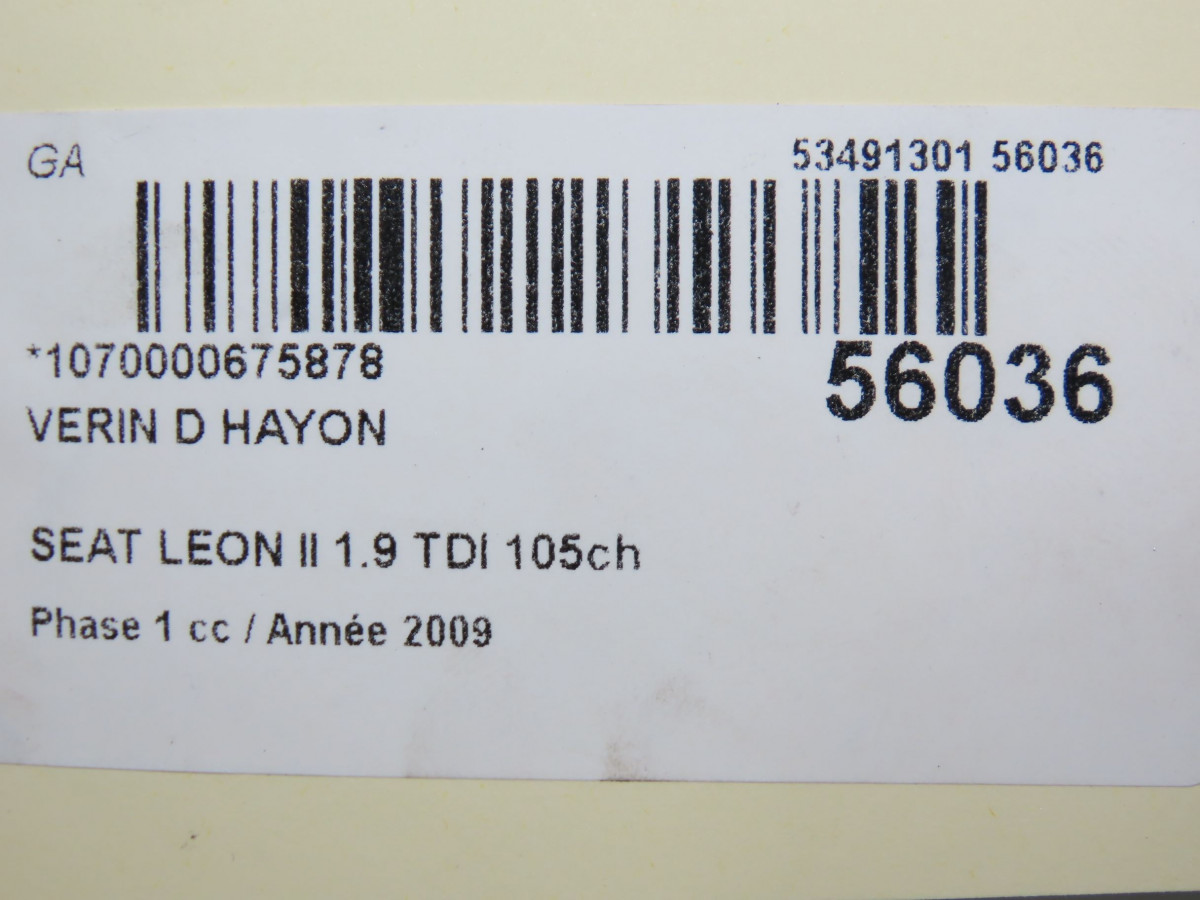 GA
53491301 56036
*1070000675878
56036
VERIN D HAYON
SEAT LEON II 1.9 TDI 105ch
Phase 1 cc / Année 2009